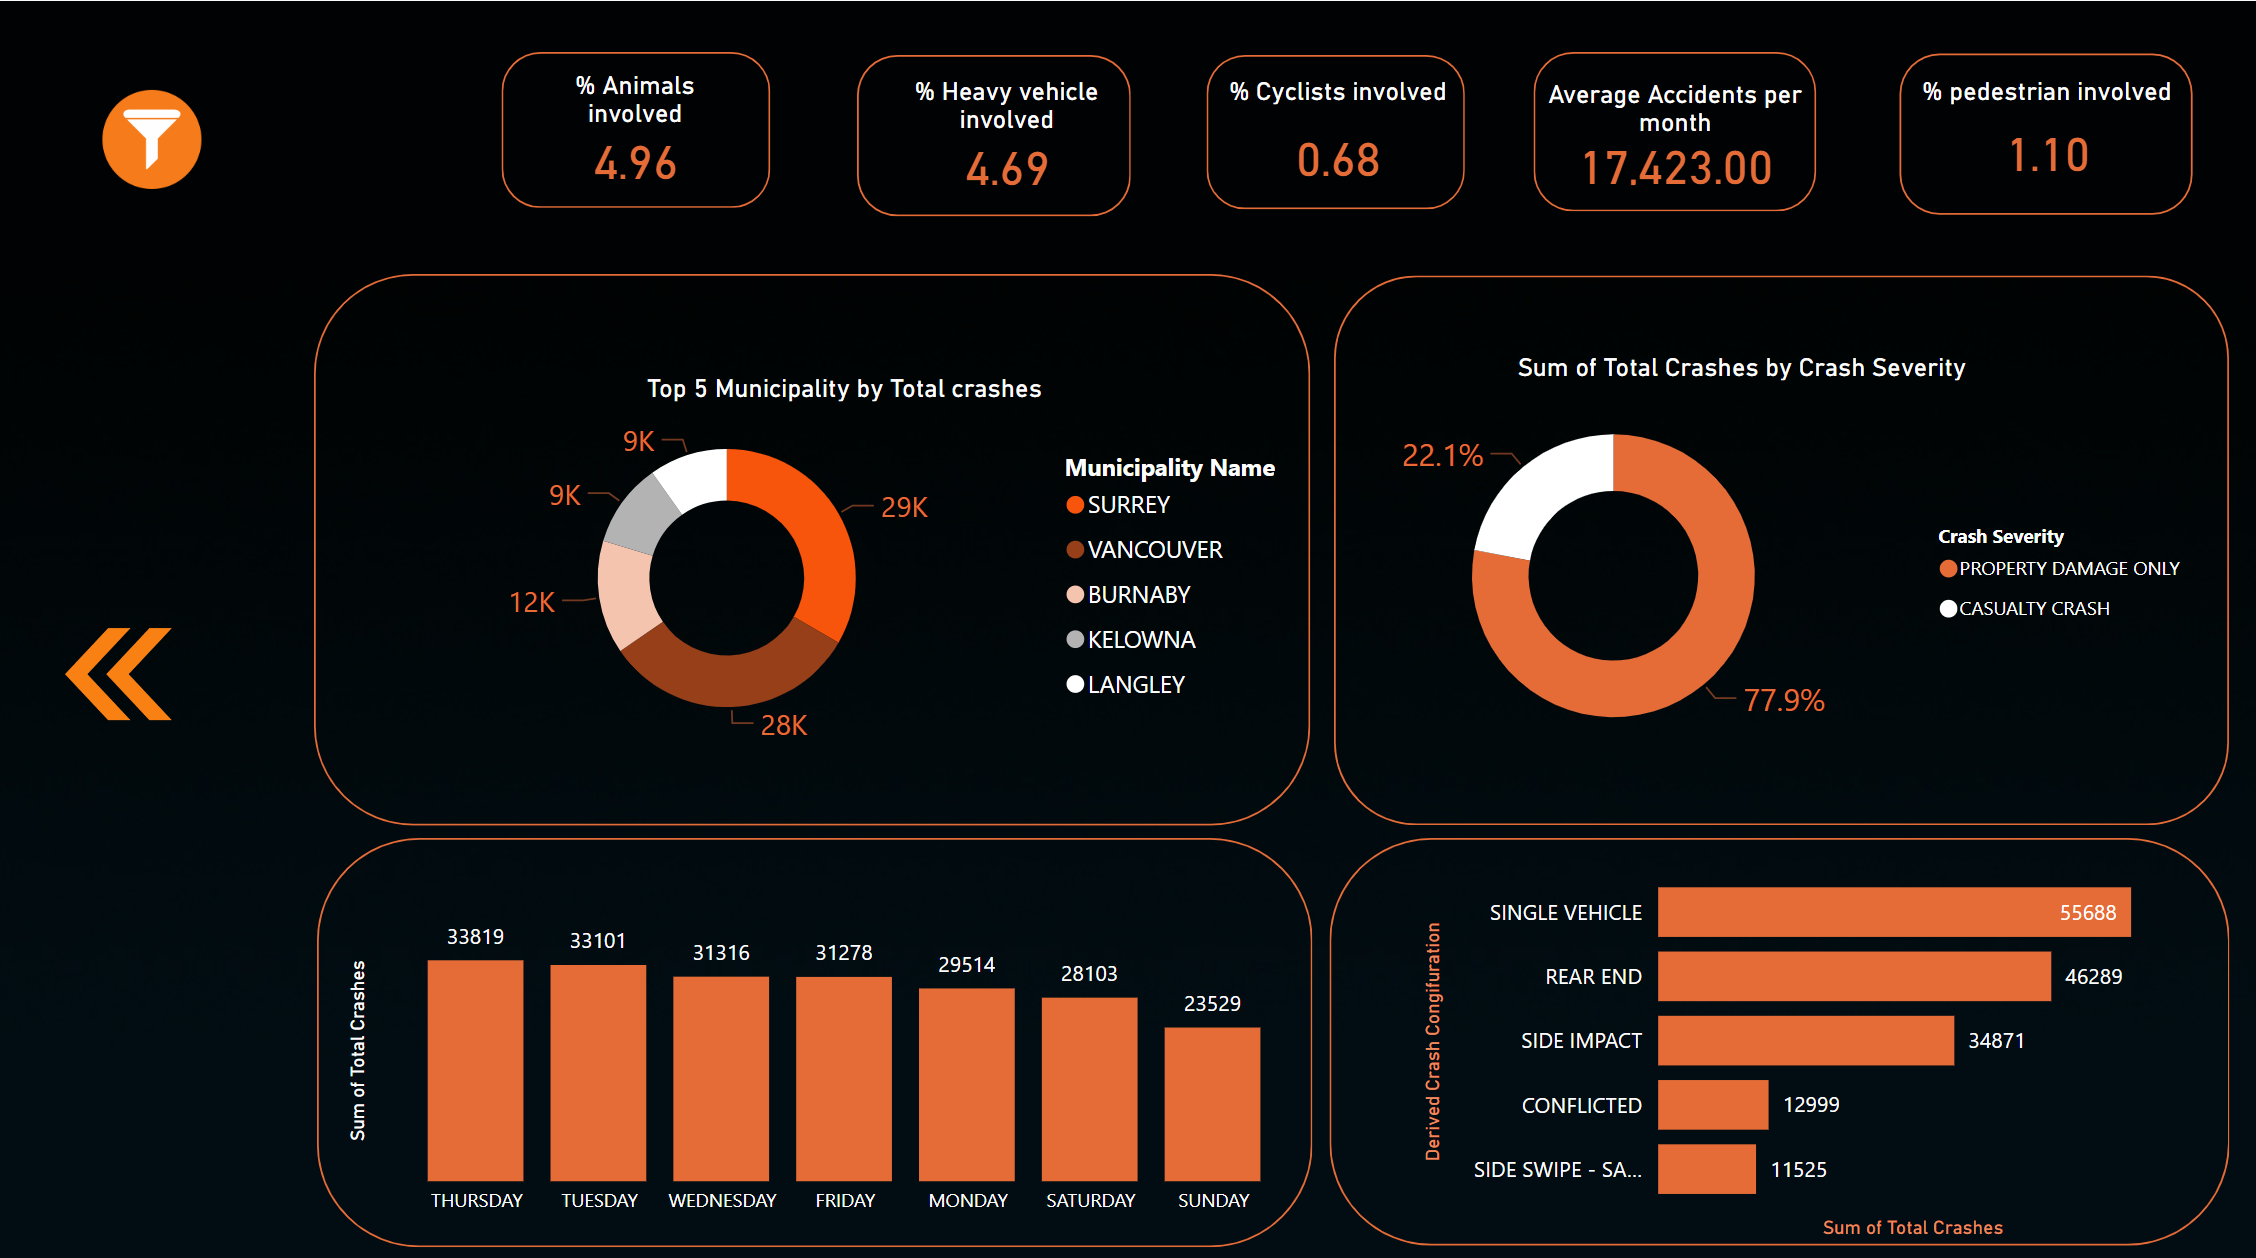 % Animals
involved
4.96
% Heavy vehicle
involved
4.69
% Cyclists involved
0.68
Average Accidents per
month
17,423.00
% pedestrian involved
1.10
Top 5 Municipality by Total crashes
9K
9K
29K
12K
28K
Municipality Name
SURREY
VANCOUVER
BURNABY
KELOWNA
LANGLEY
Sum of Total Crashes by Crash Severity
22.1%
77.9%
Crash Severity
PROPERTY DAMAGE ONLY
CASUALTY CRASH
Sum of Total Crashes
33819
33101
31316
31278
29514
28103
23529
THURSDAY
TUESDAY
WEDNESDAY
FRIDAY
MONDAY
SATURDAY
SUNDAY
Derived Crash Congifuration
SINGLE VEHICLE
55688
REAR END
46289
SIDE IMPACT
34871
CONFLICTED
12999
SIDE SWIPE - SA...
11525
Sum of Total Crashes